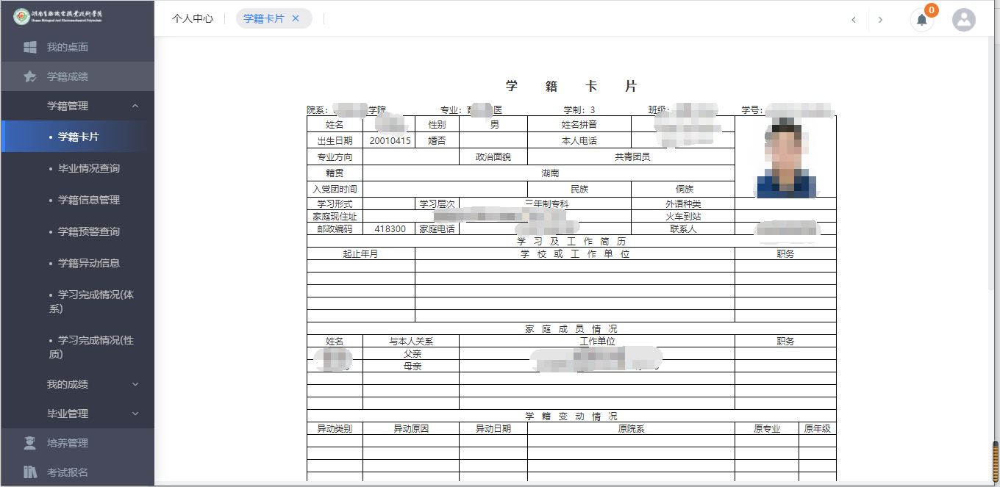 湖南生物机电职业技术学院
Hunan Biological And Electromechanical Polytechnic
个人中心 学籍卡片 ×
0
我的桌面
学籍成绩
学籍管理
• 学籍卡片
• 毕业情况查询
• 学籍信息管理
• 学籍预警查询
• 学籍异动信息
• 学习完成情况(体
系)
• 学习完成情况(性
质)
我的成绩
毕业管理
培养管理
考试报名
学 籍 卡 片
院系: 学院 专业: 医 学制: 3 班级: 学号:
姓名 性别 男 姓名拼音
出生日期 20010415 婚否 本人电话
专业方向 政治面貌 共青团员
籍贯 湖南
入党团时间 民族 侗族
学习形式 学习层次 三年制专科 外语种类
家庭现住址 火车到站
邮政编码 418300 家庭电话 联系人
学 习 及 工 作 简 历
起止年月 学 校 或 工 作 单 位 职务
家 庭 成 员 情 况
姓名 与本人关系 工作单位 职务
父亲
母亲
学 籍 变 动 情 况
异动类别 异动原因 异动日期 原院系 原专业 原年级